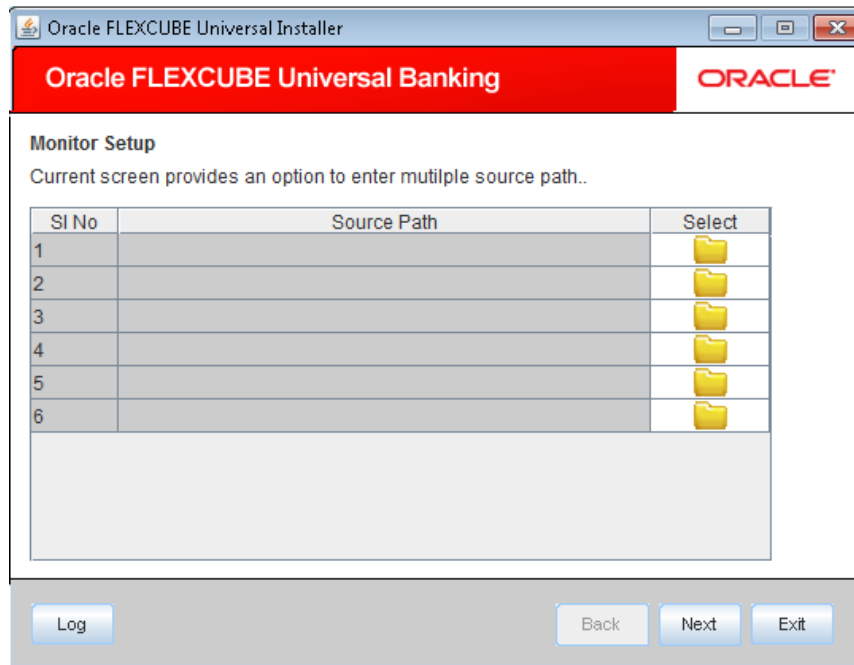 Oracle FLEXCUBE Universal Installer
Oracle FLEXCUBE Universal Banking
ORACLE
Monitor Setup
Current screen provides an option to enter mutilple source path..
Sl No Source Path Select
1
2
3
4
5
6
Log Back Next Exit